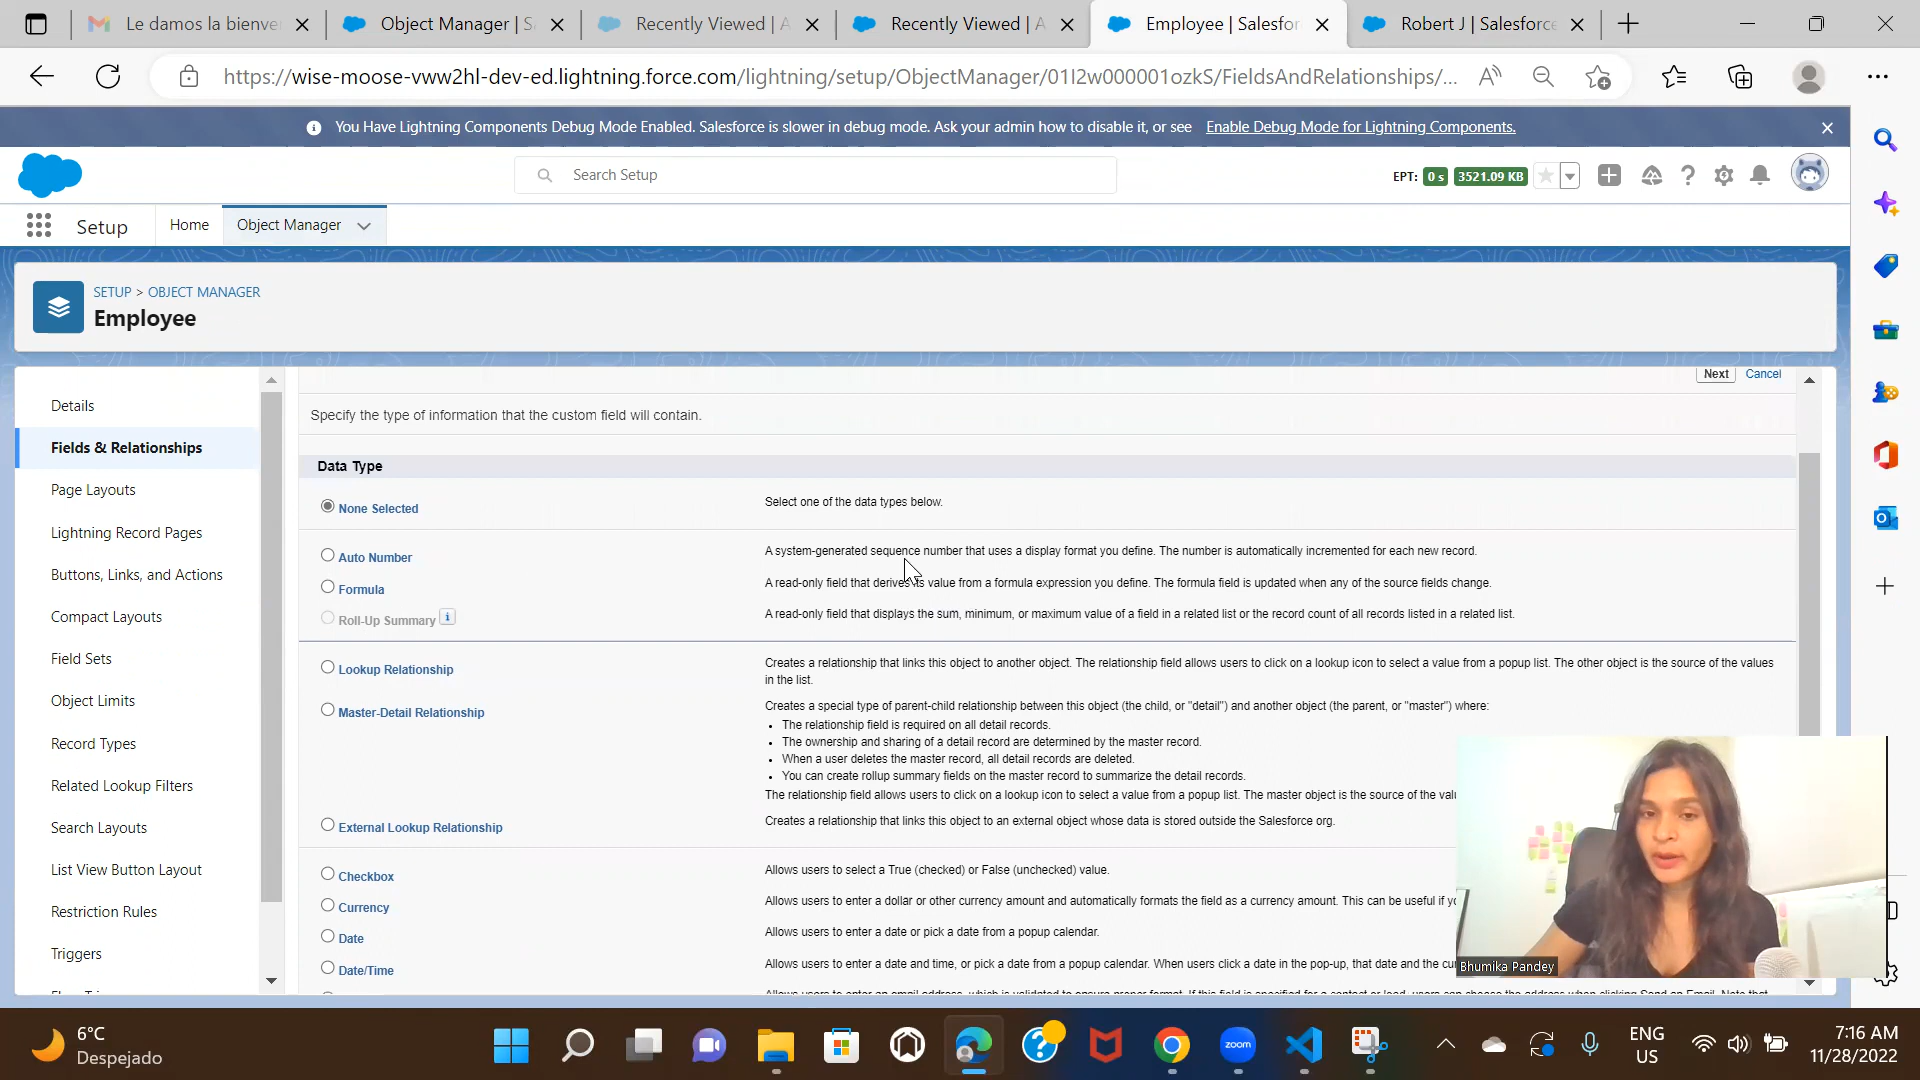 Le damos la bienve
Object Manager | S
Recently Viewed | A
Recently Viewed | A
Employee | Salesfor
Robert J | Salesforce
https://wise-moose-vww2hl-dev-ed.lightning.force.com/lightning/setup/ObjectManager/01I2w000001ozkS/FieldsAndRelationships/...
You Have Lightning Components Debug Mode Enabled. Salesforce is slower in debug mode. Ask your admin how to disable it, or see Enable Debug Mode for Lightning Components.
Search Setup
EPT: 0 s 3521.09 KB
Setup
Home
Object Manager
SETUP > OBJECT MANAGER
Employee
Details
Fields & Relationships
Page Layouts
Lightning Record Pages
Buttons, Links, and Actions
Compact Layouts
Field Sets
Object Limits
Record Types
Related Lookup Filters
Search Layouts
List View Button Layout
Restriction Rules
Triggers
Next Cancel
Specify the type of information that the custom field will contain.
Data Type
None Selected
Select one of the data types below.
Auto Number
A system-generated sequence number that uses a display format you define. The number is automatically incremented for each new record.
Formula
A read-only field that derives its value from a formula expression you define. The formula field is updated when any of the source fields change.
Roll-Up Summary
A read-only field that displays the sum, minimum, or maximum value of a field in a related list or the record count of all records listed in a related list.
Lookup Relationship
Creates a relationship that links this object to another object. The relationship field allows users to click on a lookup icon to select a value from a popup list. The other object is the source of the values
in the list.
Master-Detail Relationship
Creates a special type of parent-child relationship between this object (the child, or "detail") and another object (the parent, or "master") where:
• The relationship field is required on all detail records.
• The ownership and sharing of a detail record are determined by the master record.
• When a user deletes the master record, all detail records are deleted.
• You can create rollup summary fields on the master record to summarize the detail records.
The relationship field allows users to click on a lookup icon to select a value from a popup list. The master object is the source of the valu
External Lookup Relationship
Creates a relationship that links this object to an external object whose data is stored outside the Salesforce org.
Checkbox
Allows users to select a True (checked) or False (unchecked) value.
Currency
Allows users to enter a dollar or other currency amount and automatically formats the field as a currency amount. This can be useful if yo
Date
Allows users to enter a date or pick a date from a popup calendar.
Date/Time
Allows users to enter a date and time, or pick a date from a popup calendar. When users click a date in the pop-up, that date and the cu
Bhumika Pandey
6°C
Despejado
zoom
ENG
US
7:16 AM
11/28/2022